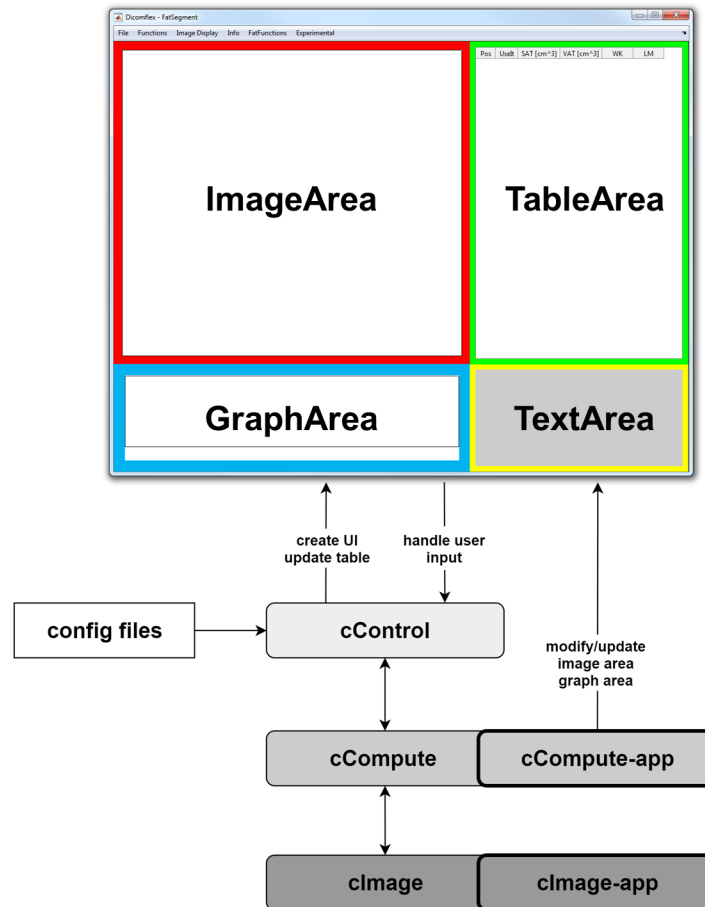 Dicomflex - FatSegment
File Functions Image Display Info FatFunctions Experimental
Pos UseIt SAT [cm^3] VAT [cm^3] WK LM
ImageArea
TableArea
GraphArea
TextArea
create UI
update table
handle user
input
config files
cControl
modify/update
image area
graph area
cCompute
cCompute-app
cImage
cImage-app